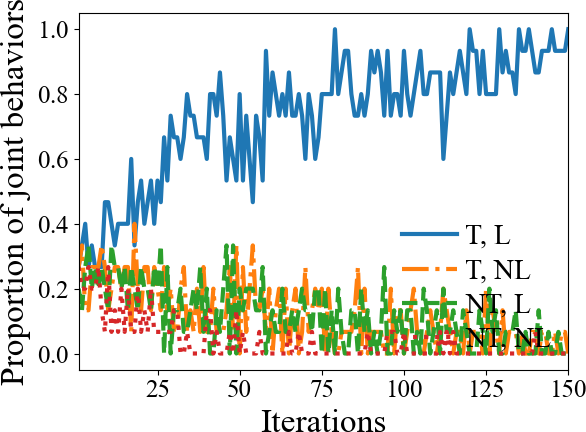 Proportion of joint behaviors
1.0
0.8
0.6
0.4
0.2
0.0
T, L
T, NL
NT, L
NT, NL
25 50 75 100 125 150
Iterations